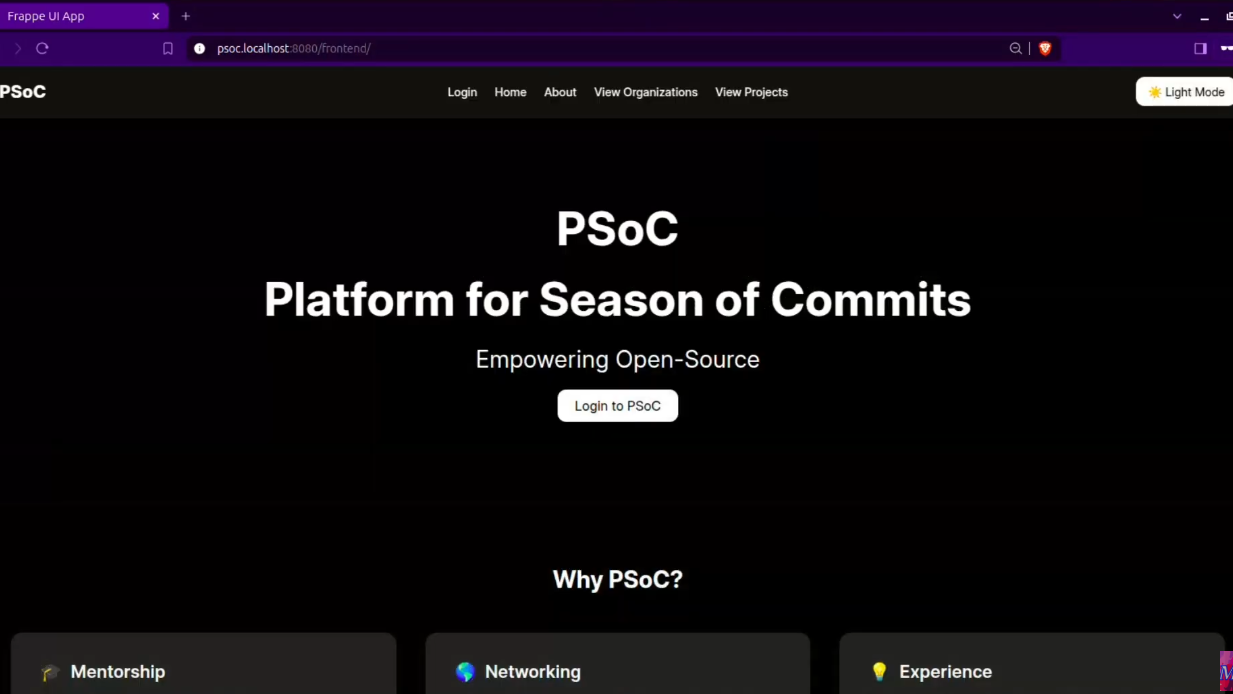 Frappe UI App
psoc.localhost:8080/frontend/
PSoC
Login Home About View Organizations View Projects
Light Mode
PSoC
Platform for Season of Commits
Empowering Open-Source
Login to PSoC
Why PSoC?
Mentorship
Networking
Experience